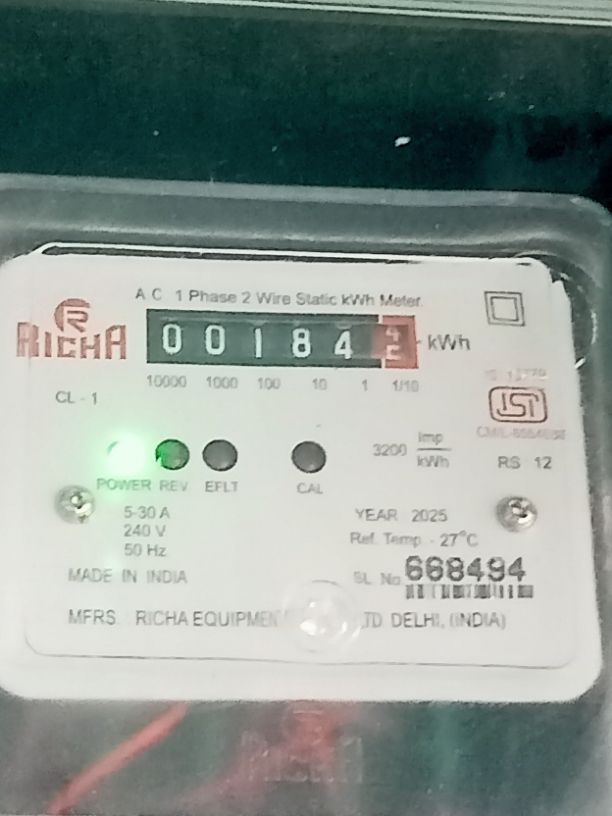 A C 1 Phase 2 Wire Static kWh Meter.
R
RICHA
0 0 1 8 4 kWh
10000 1000 100 10 1 1/10
CL - 1
ISI
3200 Imp/kWh
RS 12
POWER REV EFLT CAL
5-30 A
240 V
50 Hz
YEAR 2025
Ref. Temp - 27°C
MADE IN INDIA
SL. No. 668494
MFRS. RICHA LTD. DELHI, (INDIA)